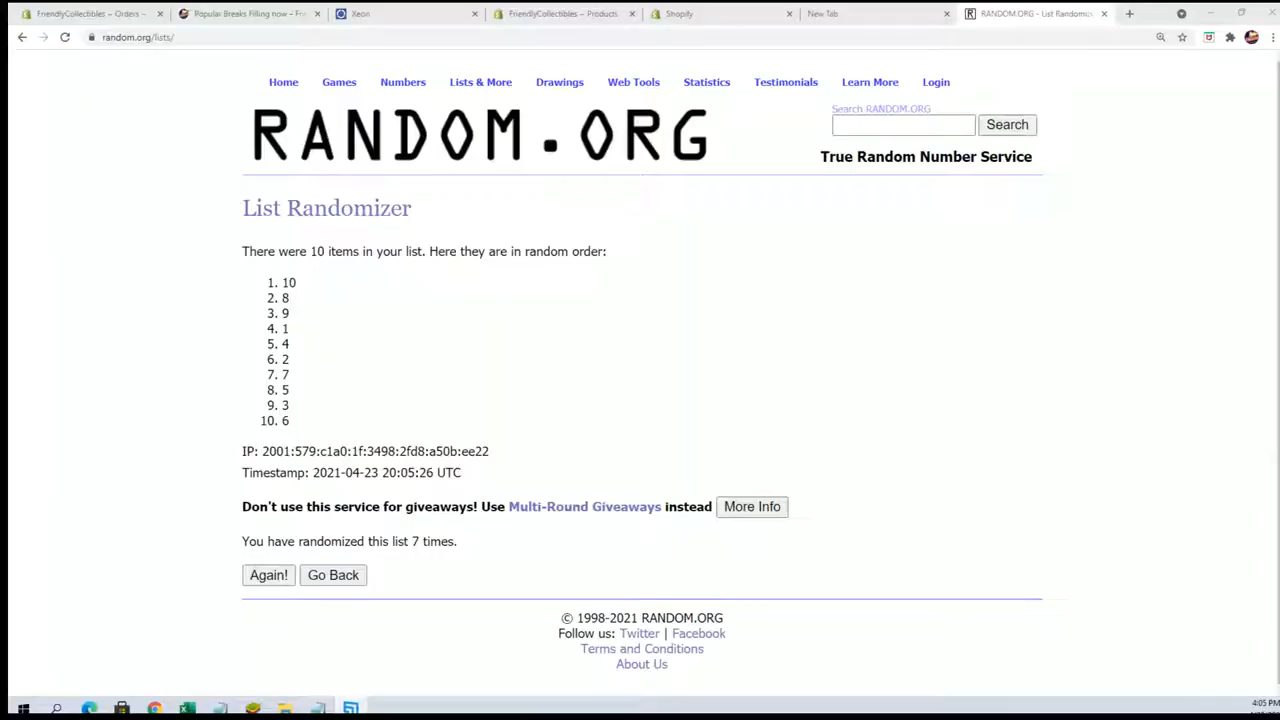 FriendlyCollectibles ~ Orders ~
Popular Breaks Filling now – Fri
Xeon
FriendlyCollectibles ~ Products
Shopify
New Tab
RANDOM.ORG - List Randomiz
random.org/lists/
Home Games Numbers Lists & More Drawings Web Tools Statistics Testimonials Learn More Login
RANDOM.ORG
Search RANDOM.ORG
Search
True Random Number Service
List Randomizer
There were 10 items in your list. Here they are in random order:
1. 10
2. 8
3. 9
4. 1
5. 4
6. 2
7. 7
8. 5
9. 3
10. 6
IP: 2001:579:c1a0:1f:3498:2fd8:a50b:ee22
Timestamp: 2021-04-23 20:05:26 UTC
Don't use this service for giveaways! Use Multi-Round Giveaways instead More Info
You have randomized this list 7 times.
Again! Go Back
© 1998-2021 RANDOM.ORG
Follow us: Twitter | Facebook
Terms and Conditions
About Us
4:05 PM